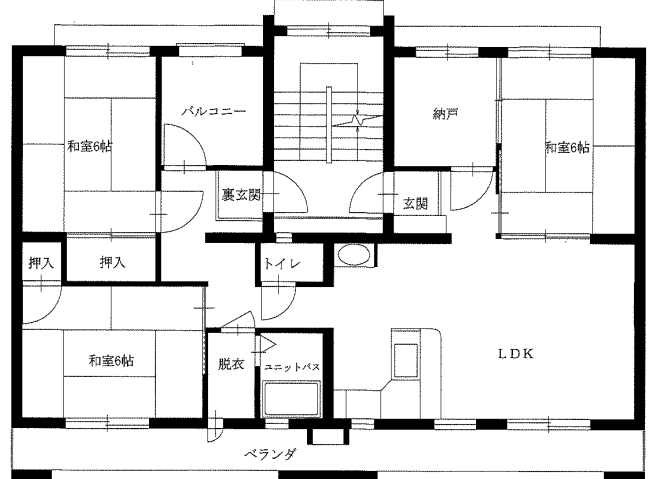 バルコニー
納戸
和室6帖
和室6帖
裏玄関
玄関
押入
押入
トイレ
和室6帖
脱衣
ユニットバス
LDK
ベランダ